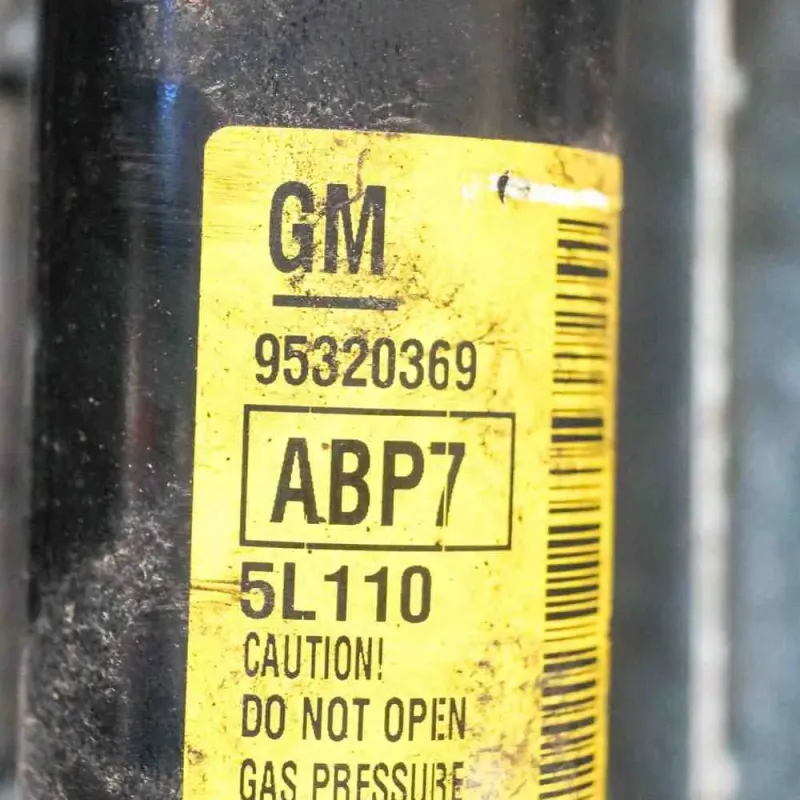 GM
95320369
ABP7
5L110
CAUTION!
DO NOT OPEN
GAS PRESSURE